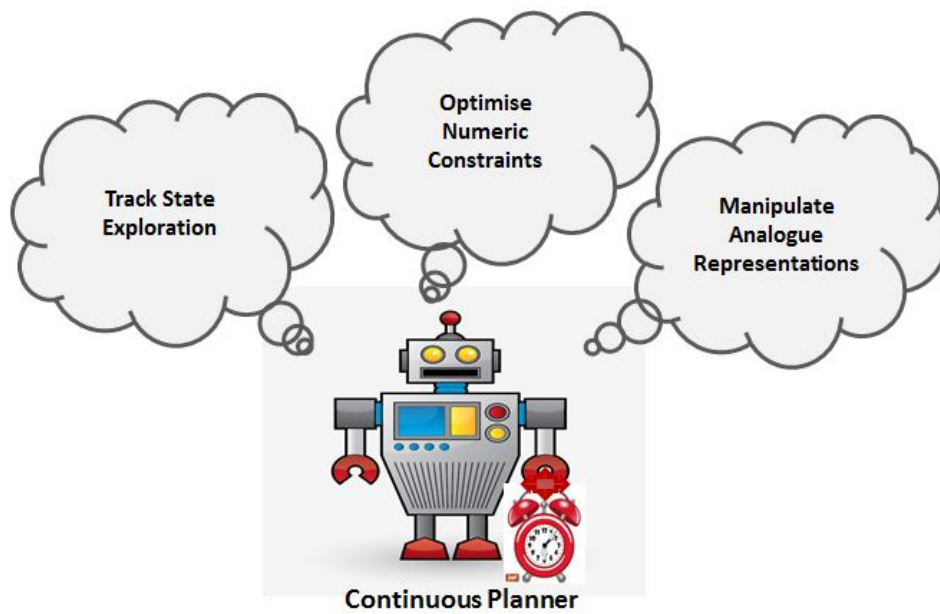 Optimise
Numeric
Constraints
Track State
Exploration
Manipulate
Analogue
Representations
Continuous Planner